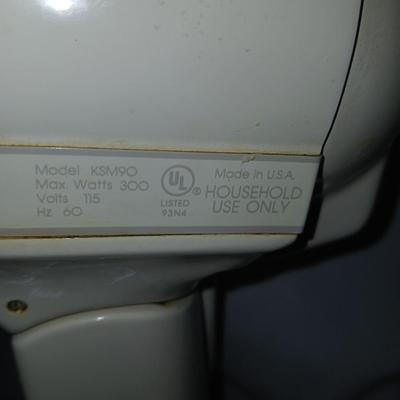 Model KSM90
Max. Watts 300
Volts 115
Hz 60
UL
®
LISTED
93N4
Made in U.S.A.
HOUSEHOLD
USE ONLY